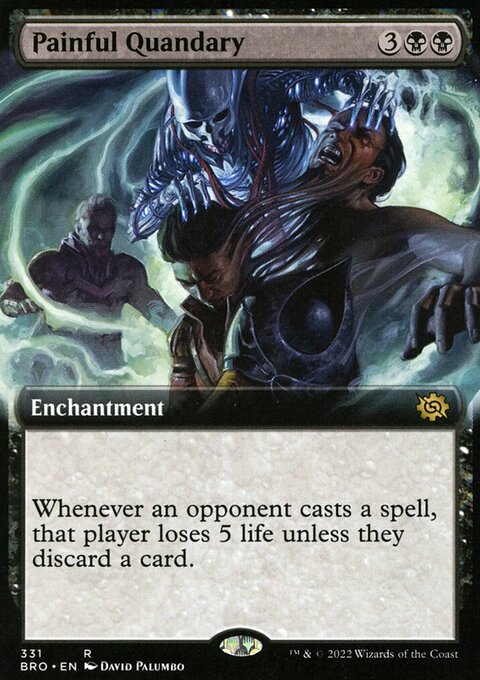 Painful Quandary 3
Enchantment
Whenever an opponent casts a spell,
that player loses 5 life unless they
discard a card.
331 R
BRO • EN DAVID PALUMBO
™ & © 2022 Wizards of the Coast